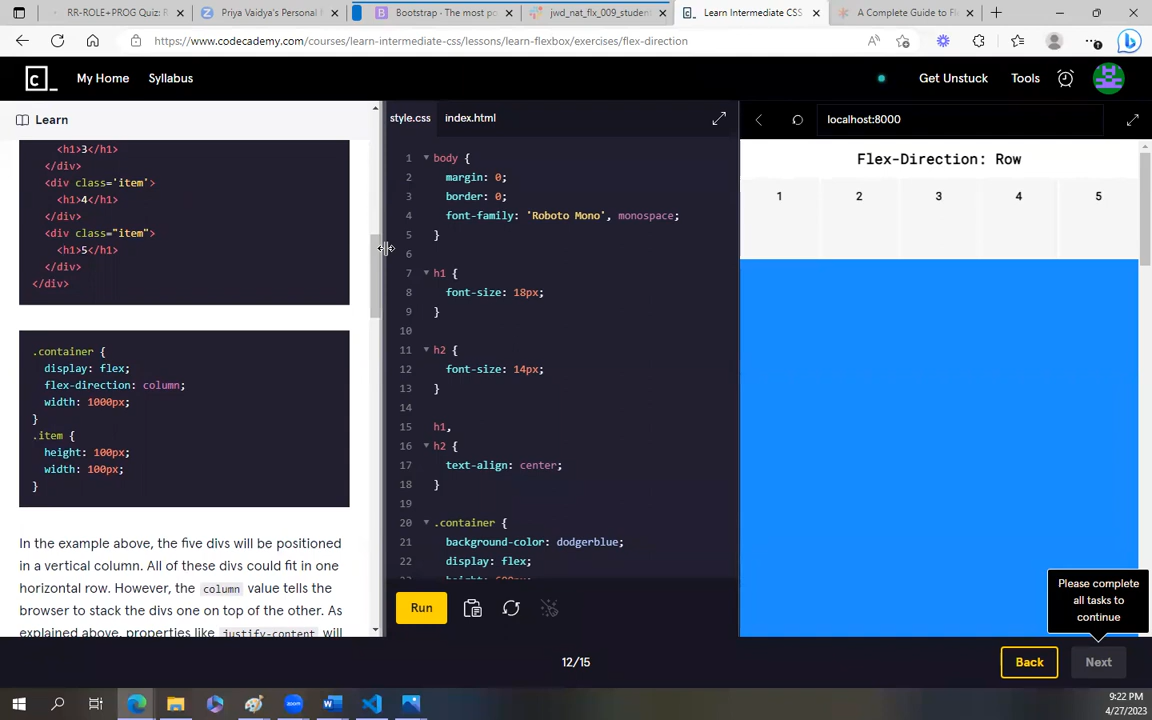 RR-ROLE+PROG Quiz: R
Priya Vaidya's Personal
Bootstrap - The most po
jwd_nat_flx_009_student
Learn Intermediate CSS
A Complete Guide to Fle
https://www.codecademy.com/courses/learn-intermediate-css/lessons/learn-flexbox/exercises/flex-direction
My Home
Syllabus
Get Unstuck
Tools
Learn
<h1>3</h1>
</div>
<div class='item'>
<h1>4</h1>
</div>
<div class="item">
<h1>5</h1>
</div>
</div>
.container {
display: flex;
flex-direction: column;
width: 1000px;
}
.item {
height: 100px;
width: 100px;
}
In the example above, the five divs will be positioned
in a vertical column. All of these divs could fit in one
horizontal row. However, the column value tells the
browser to stack the divs one on top of the other. As
explained above, properties like justify-content will
style.css
index.html
1 body {
2 margin: 0;
3 border: 0;
4 font-family: 'Roboto Mono', monospace;
5 }
6
7 h1 {
8 font-size: 18px;
9 }
10
11 h2 {
12 font-size: 14px;
13 }
14
15 h1,
16 h2 {
17 text-align: center;
18 }
19
20 .container {
21 background-color: dodgerblue;
22 display: flex;
Run
localhost:8000
Flex-Direction: Row
1 2 3 4 5
Please complete
all tasks to
continue
12/15
Back
Next
9:22 PM
4/27/2023